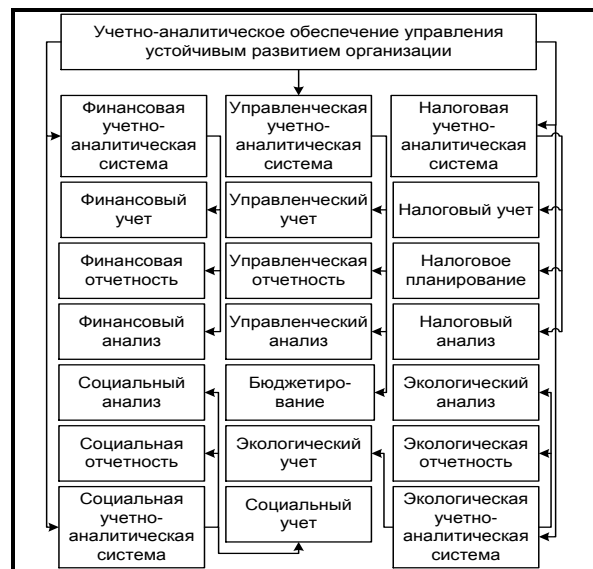 Учетно-аналитическое обеспечение управления
устойчивым развитием организации
Финансовая
учетно-
аналитическая
система
Управленческая
учетно-
аналитическая
система
Налоговая
учетно-
аналитическая
система
Финансовый
учет
Управленческий
учет
Налоговый учет
Финансовая
отчетность
Управленческая
отчетность
Налоговое
планирование
Финансовый
анализ
Управленческий
анализ
Налоговый
анализ
Социальный
анализ
Бюджетиро-
вание
Экологический
анализ
Социальная
отчетность
Экологический
учет
Экологическая
отчетность
Социальная
учетно-
аналитическая
система
Социальный
учет
Экологическая
учетно-
аналитическая
система